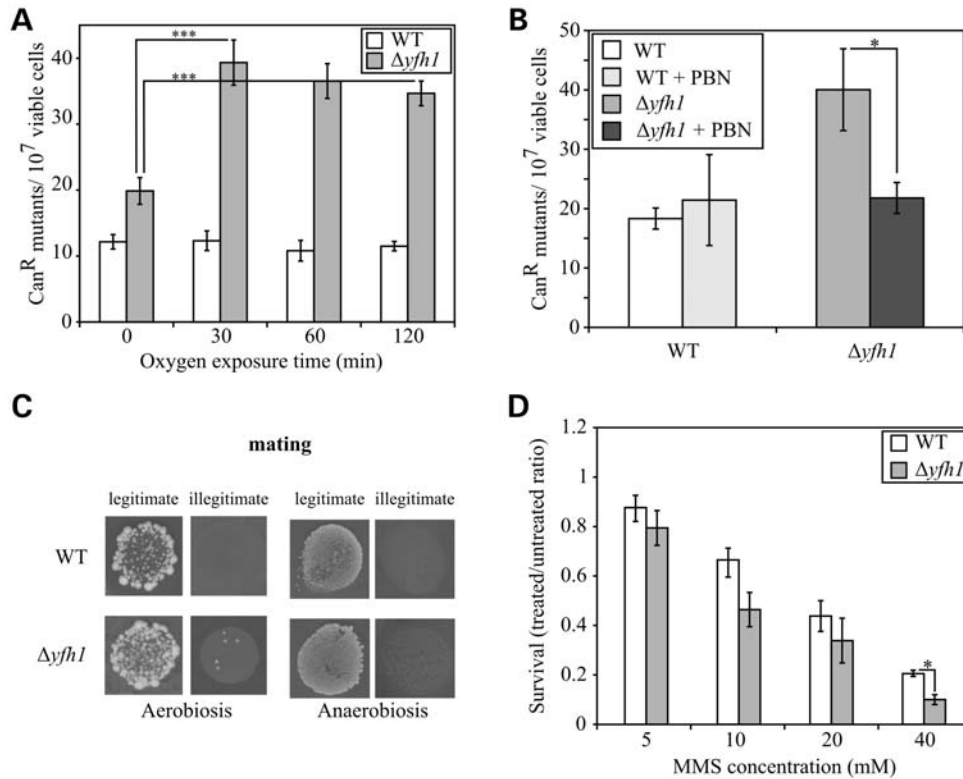 A
WT
Δyfh1
***
***
Can^R mutants/ 10^7 viable cells
40
30
20
10
0
0 30 60 120
Oxygen exposure time (min)
B
WT
WT + PBN
Δyfh1
Δyfh1 + PBN
*
Can^R mutants/ 10^7 viable cells
50
40
30
20
10
0
WT Δyfh1
C
mating
legitimate illegitimate legitimate illegitimate
WT
Δyfh1
Aerobiosis Anaerobiosis
D
WT
Δyfh1
*
Survival (treated/untreated ratio)
1.2
1
0.8
0.6
0.4
0.2
0
5 10 20 40
MMS concentration (mM)